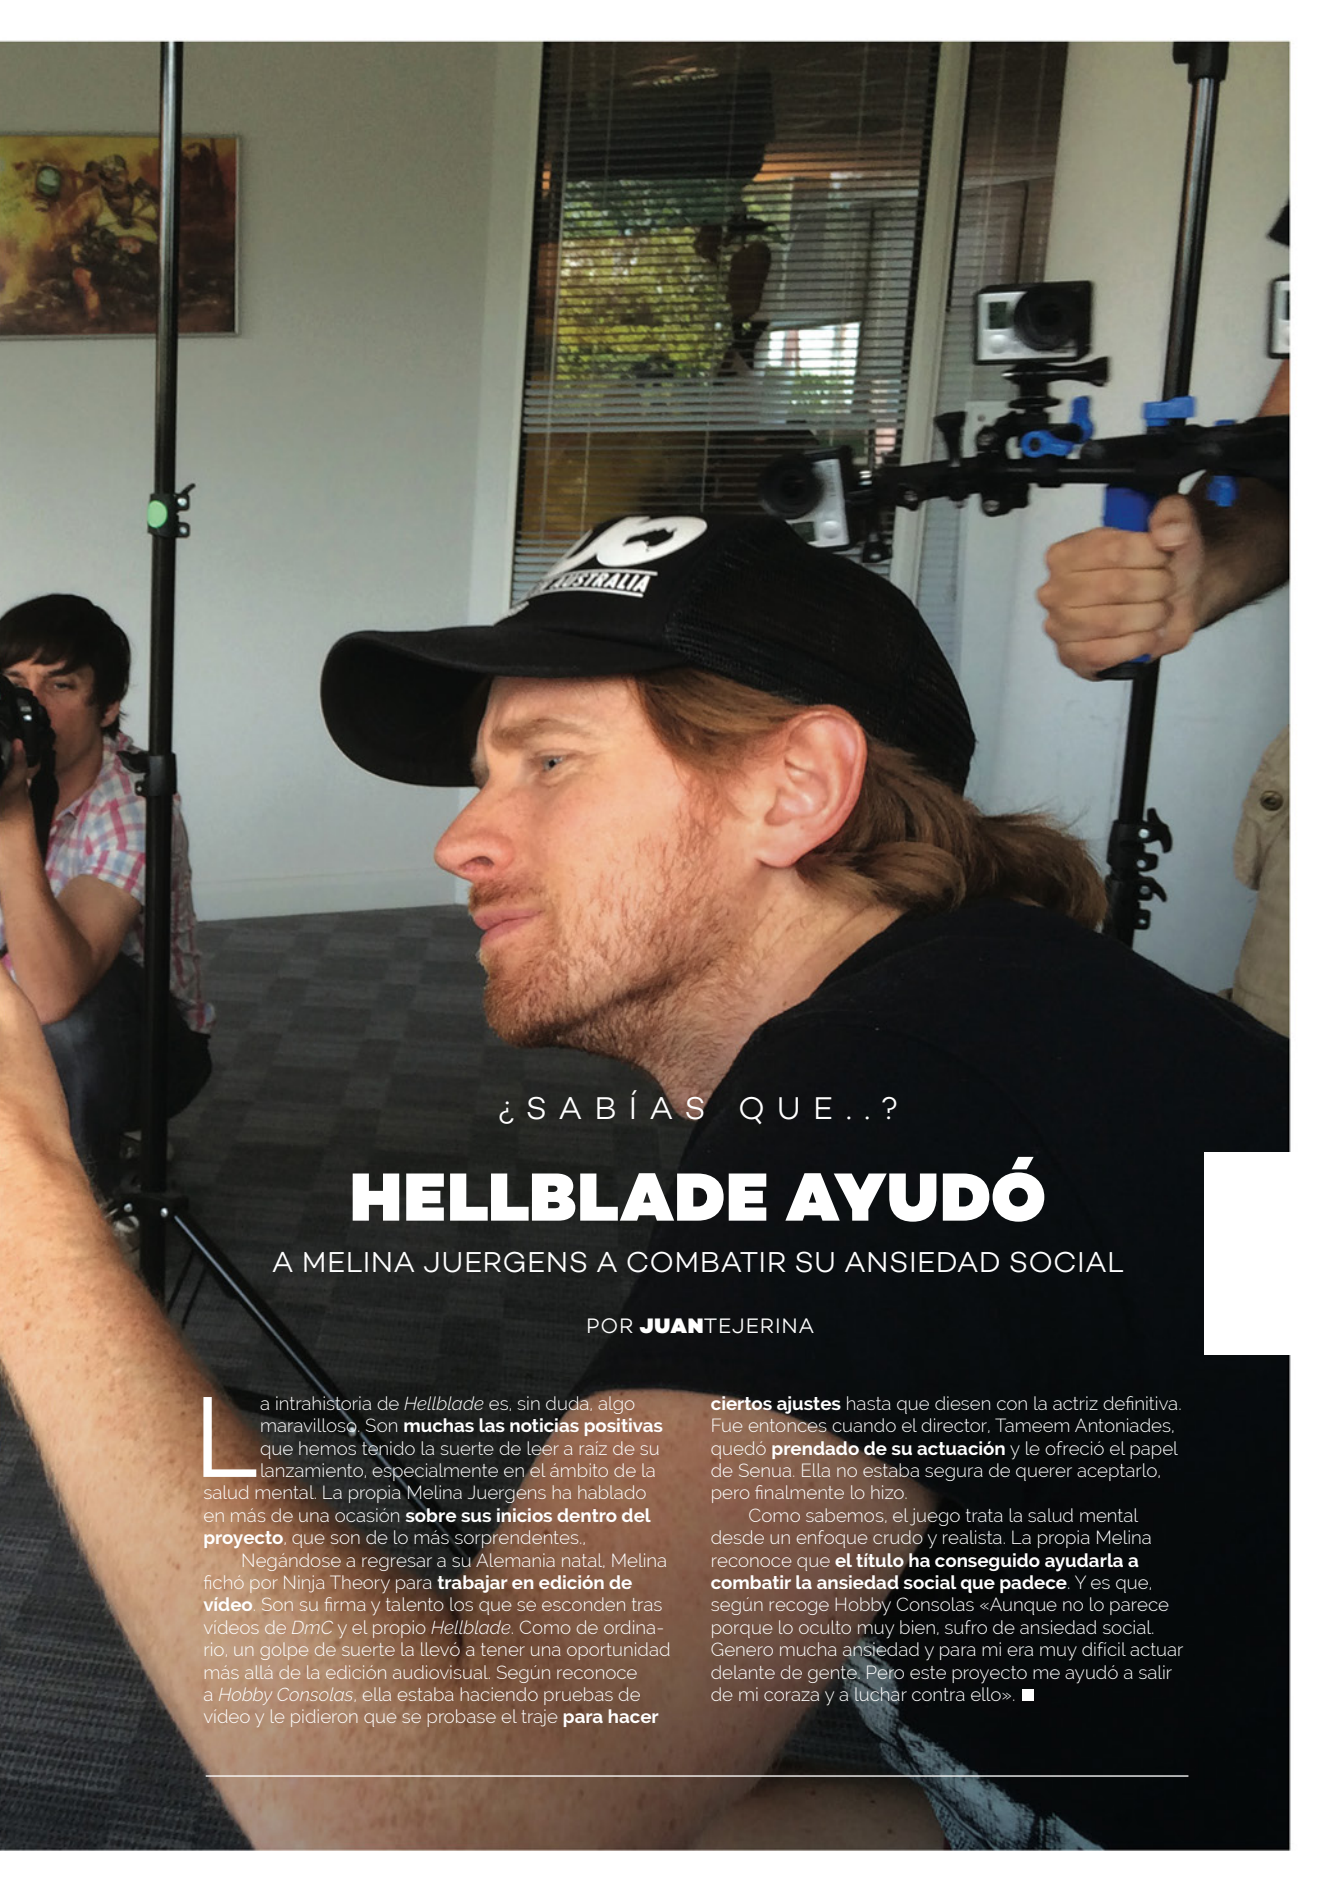 AUSTRALIA
¿SABÍAS QUE..?
HELLBLADE AYUDÓ
A MELINA JUERGENS A COMBATIR SU ANSIEDAD SOCIAL
POR JUANTEJERINA
La intrahistoria de Hellblade es, sin duda, algo
maravilloso. Son muchas las noticias positivas
que hemos tenido la suerte de leer a raíz de su
lanzamiento, especialmente en el ámbito de la
salud mental. La propia Melina Juergens ha hablado
en más de una ocasión sobre sus inicios dentro del
proyecto, que son de lo más sorprendentes.,
Negándose a regresar a su Alemania natal, Melina
fichó por Ninja Theory para trabajar en edición de
vídeo. Son su firma y talento los que se esconden tras
vídeos de DmC y el propio Hellblade. Como de ordina-
rio, un golpe de suerte la llevó a tener una oportunidad
más allá de la edición audiovisual. Según reconoce
a Hobby Consolas, ella estaba haciendo pruebas de
video y le pidieron que se probase el traje para hacer
ciertos ajustes hasta que diesen con la actriz definitiva.
Fue entonces cuando el director, Tameem Antoniades,
quedó prendado de su actuación y le ofreció el papel
de Senua. Ella no estaba segura de querer aceptarlo,
pero finalmente lo hizo.
Como sabemos, el juego trata la salud mental
desde un enfoque crudo y realista. La propia Melina
reconoce que el título ha conseguido ayudarla a
combatir la ansiedad social que padece. Y es que,
según recoge Hobby Consolas «Aunque no lo parece
porque lo oculto muy bien, sufro de ansiedad social.
Genero mucha ansiedad y para mi era muy difícil actuar
delante de gente. Pero este proyecto me ayudó a salir
de mi coraza y a luchar contra ello».